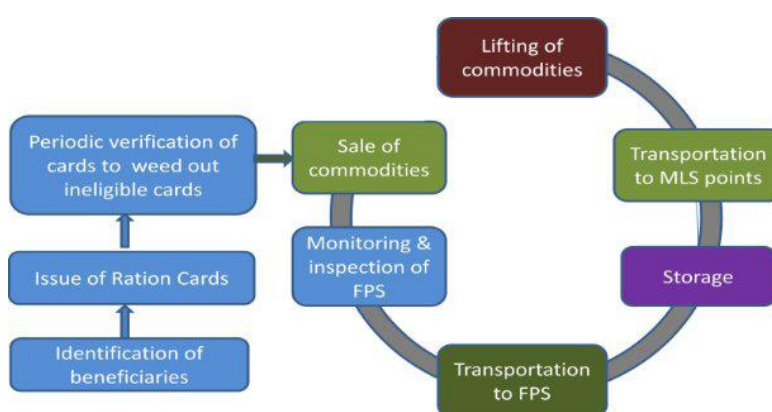 Lifting of
commodities
Periodic verification of
cards to weed out
ineligible cards
Sale of
commodities
Transportation
to MLS points
Issue of Ration Cards
Monitoring &
inspection of
FPS
Storage
Identification of
beneficiaries
Transportation
to FPS